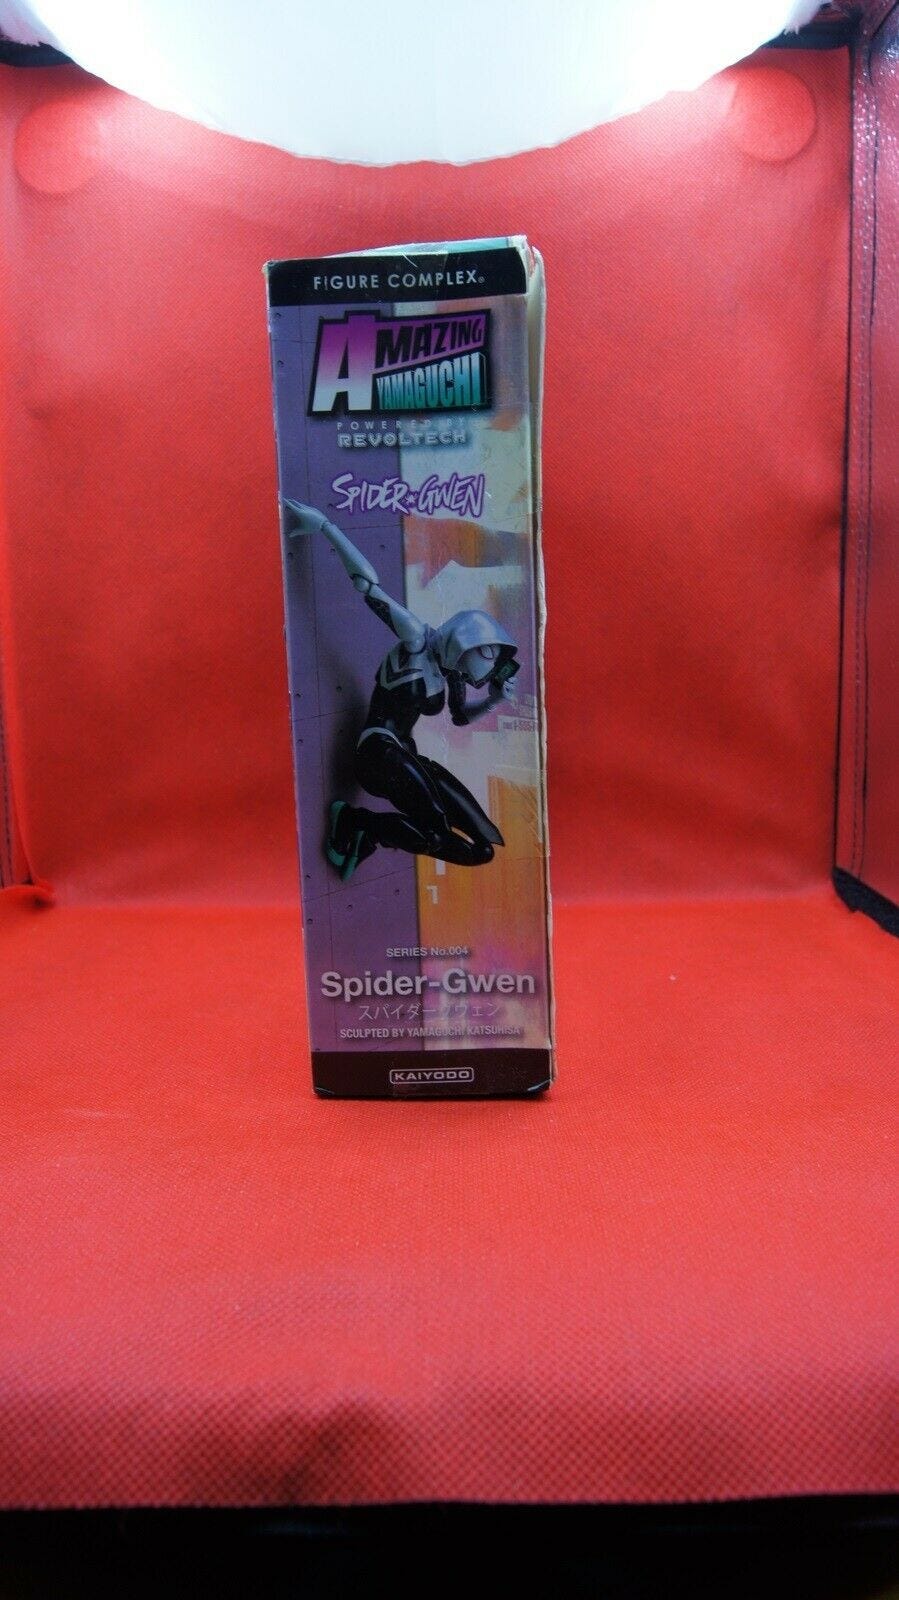 FIGURE COMPLEX®
AMAZING
YAMAGUCHI
POWERED BY
REVOLTECH
SPIDER-GWEN
SERIES No.004
Spider-Gwen
スパイダーグウェン
SCULPTED BY YAMAGUCHI KATSUHISA
KAIYODO